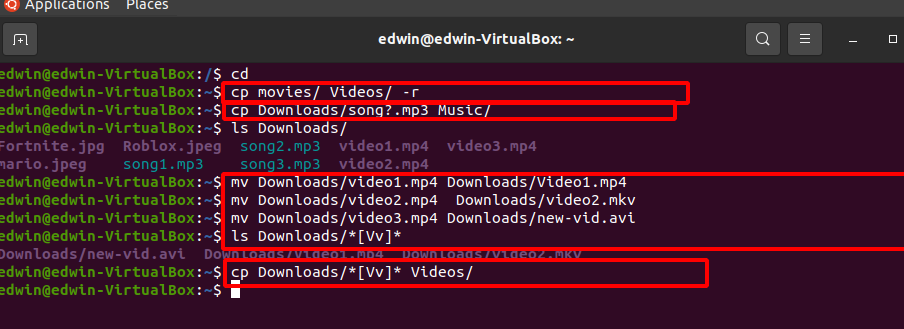 Applications Places
edwin@edwin-VirtualBox: ~
edwin@edwin-VirtualBox:/$ cd
edwin@edwin-VirtualBox:~$ cp movies/ Videos/ -r
edwin@edwin-VirtualBox:~$ cp Downloads/song?.mp3 Music/
edwin@edwin-VirtualBox:~$ ls Downloads/
Fortnite.jpg Roblox.jpeg song2.mp3 video1.mp4 video3.mp4
mario.jpeg song1.mp3 song3.mp3 video2.mp4
edwin@edwin-VirtualBox:~$ mv Downloads/video1.mp4 Downloads/Video1.mp4
edwin@edwin-VirtualBox:~$ mv Downloads/video2.mp4  Downloads/video2.mkv
edwin@edwin-VirtualBox:~$ mv Downloads/video3.mp4 Downloads/new-vid.avi
edwin@edwin-VirtualBox:~$ ls Downloads/*[Vv]*
Downloads/new-vid.avi Downloads/Video1.mp4 Downloads/video2.mkv
edwin@edwin-VirtualBox:~$ cp Downloads/*[Vv]* Videos/
edwin@edwin-VirtualBox:~$